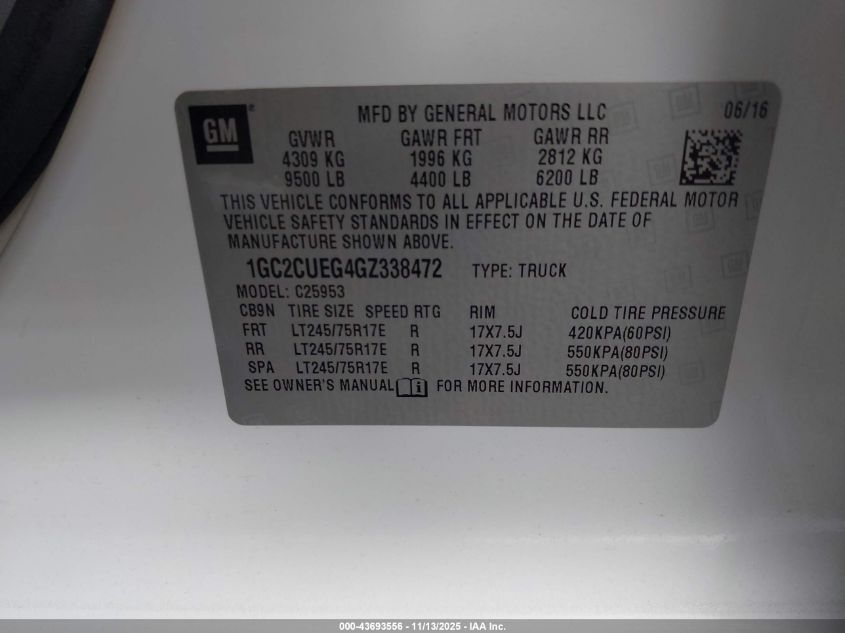 GM
MFD BY GENERAL MOTORS LLC 06/16
GVWR GAWR FRT GAWR RR
4309 KG 1996 KG 2812 KG
9500 LB 4400 LB 6200 LB
THIS VEHICLE CONFORMS TO ALL APPLICABLE U.S. FEDERAL MOTOR
VEHICLE SAFETY STANDARDS IN EFFECT ON THE DATE OF
MANUFACTURE SHOWN ABOVE.
1GC2CUEG4GZ338472 TYPE: TRUCK
MODEL: C25953
CB9N TIRE SIZE SPEED RTG RIM COLD TIRE PRESSURE
FRT LT245/75R17E R 17X7.5J 420KPA(60PSI)
RR LT245/75R17E R 17X7.5J 550KPA(80PSI)
SPA LT245/75R17E R 17X7.5J 550KPA(80PSI)
SEE OWNER'S MANUAL i FOR MORE INFORMATION.
000-43693556 - 11/13/2025 - IAA Inc.